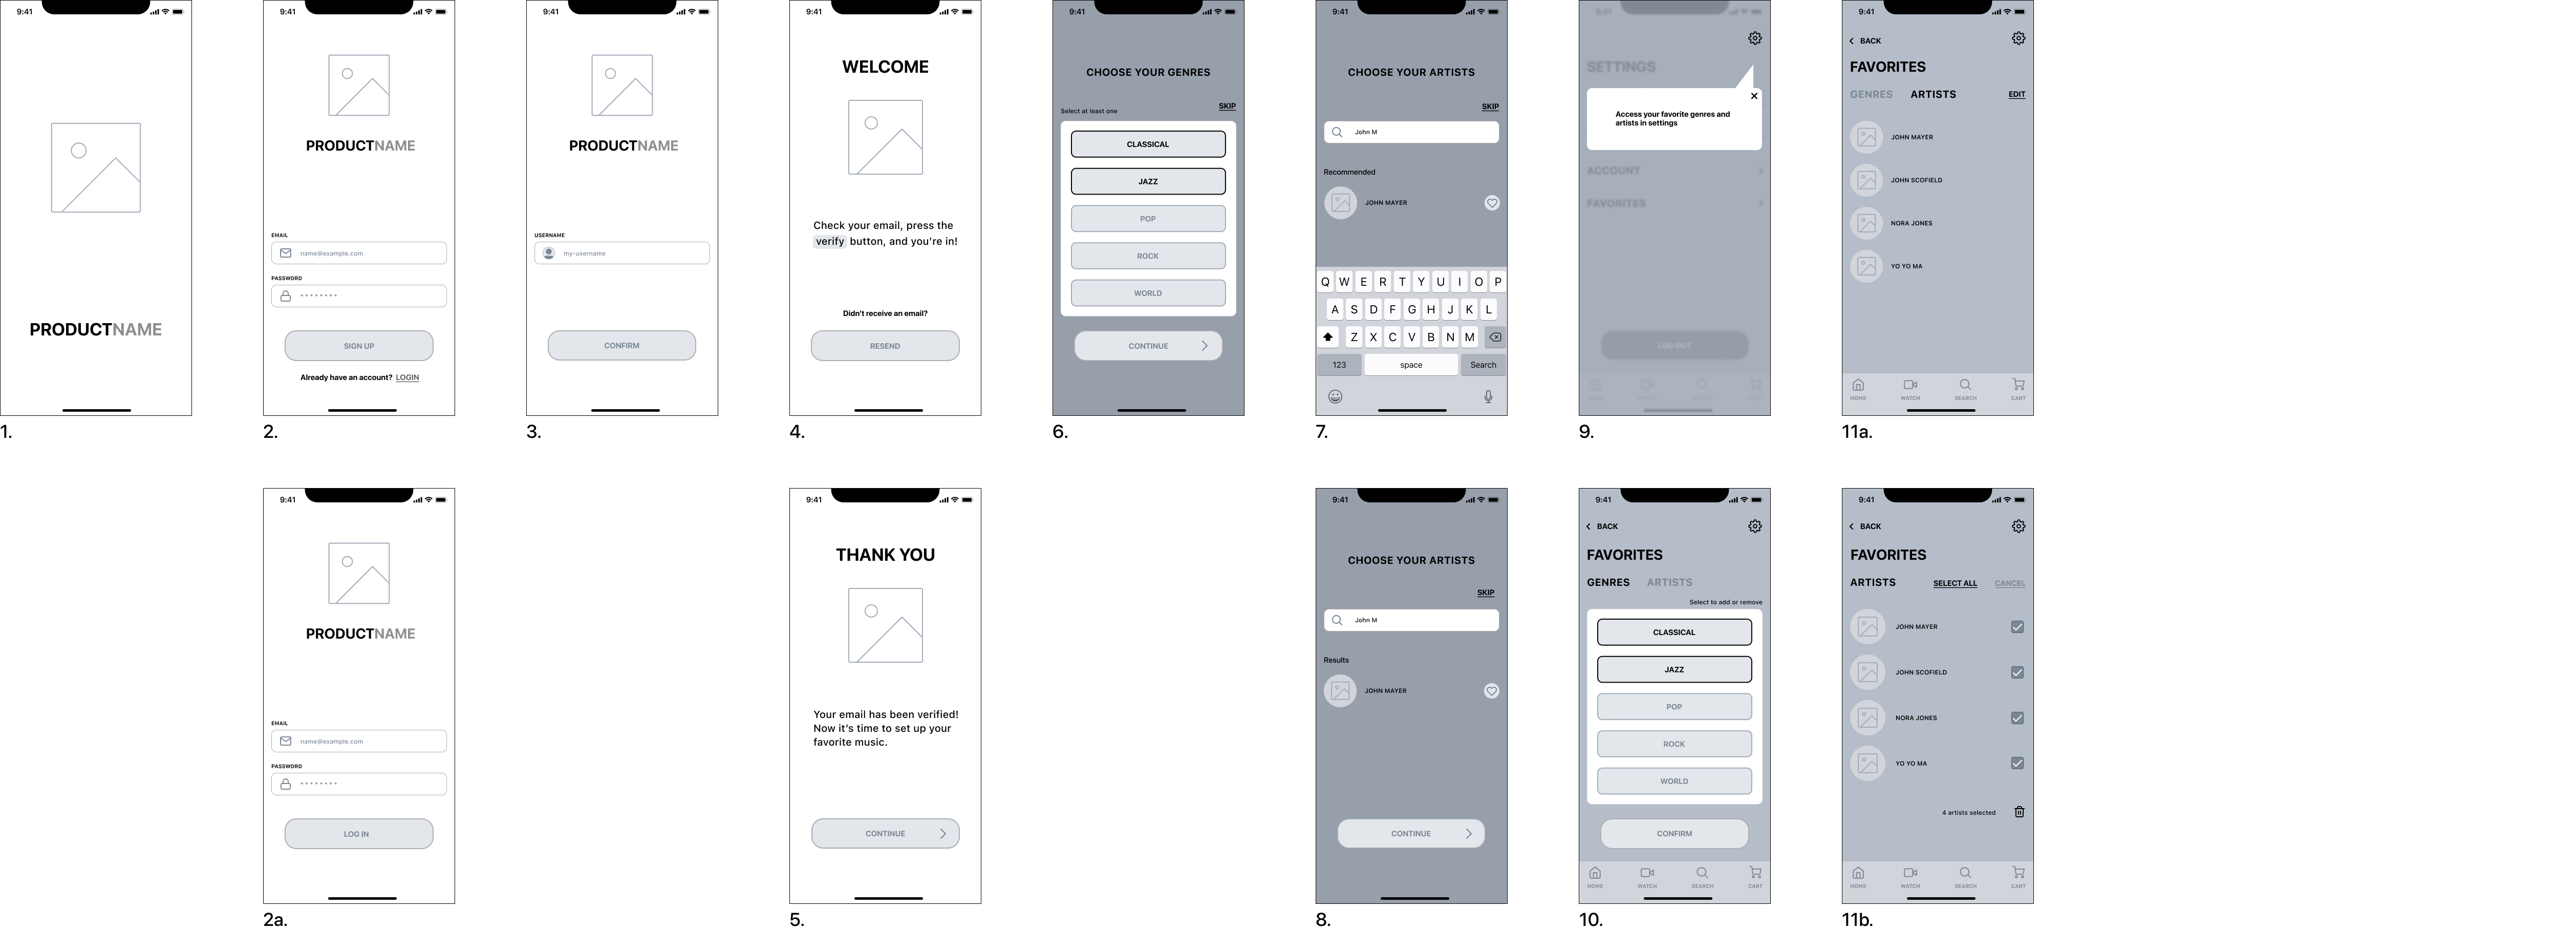 9:41
PRODUCTNAME
1.
9:41
PRODUCTNAME
EMAIL
name@example.com
PASSWORD
SIGN UP
Already have an account? LOGIN
2.
9:41
PRODUCTNAME
USERNAME
my-username
CONFIRM
3.
9:41
WELCOME
Check your email, press the
verify button, and you're in!
Didn't receive an email?
RESEND
4.
9:41
CHOOSE YOUR GENRES
Select at least one
SKIP
CLASSICAL
JAZZ
POP
ROCK
WORLD
CONTINUE
6.
9:41
CHOOSE YOUR ARTISTS
SKIP
John M
Recommended
JOHN MAYER
Q W E R T Y U I O P
A S D F G H J K L
Z X C V B N M
123 space Search
7.
9:41
SETTINGS
Access your favorite genres and
artists in settings
ACCOUNT
FAVORITES
LOG OUT
9.
9:41
BACK
FAVORITES
GENRES ARTISTS EDIT
JOHN MAYER
JOHN SCOFIELD
NORA JONES
YO YO MA
HOME WATCH SEARCH CART
11a.
9:41
PRODUCTNAME
EMAIL
name@example.com
PASSWORD
LOG IN
2a.
9:41
THANK YOU
Your email has been verified!
Now it's time to set up your
favorite music.
CONTINUE
5.
9:41
CHOOSE YOUR ARTISTS
SKIP
John M
Results
JOHN MAYER
CONTINUE
8.
9:41
BACK
FAVORITES
GENRES ARTISTS
Select to add or remove
CLASSICAL
JAZZ
POP
ROCK
WORLD
CONFIRM
HOME WATCH SEARCH CART
10.
9:41
BACK
FAVORITES
ARTISTS SELECT ALL CANCEL
JOHN MAYER
JOHN SCOFIELD
NORA JONES
YO YO MA
4 artists selected
HOME WATCH SEARCH CART
11b.